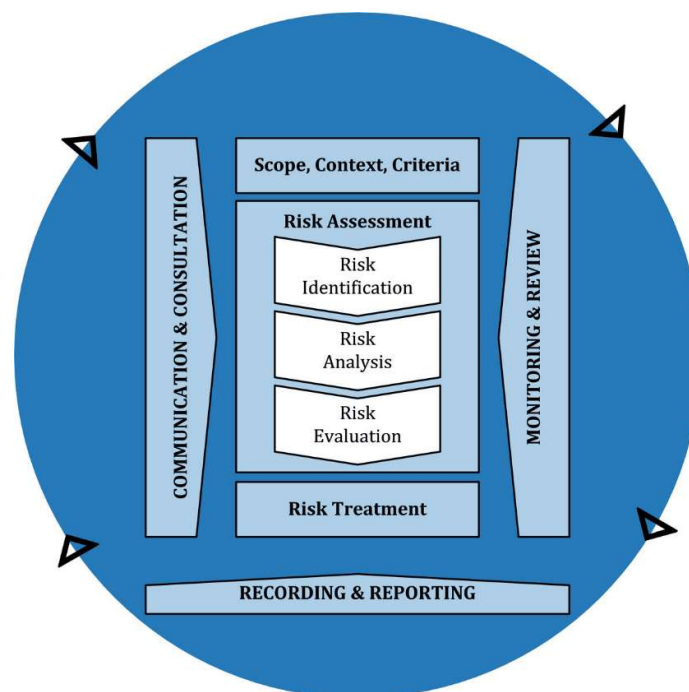 Scope, Context, Criteria
Risk Assessment
Risk
Identification
Risk
Analysis
Risk
Evaluation
Risk Treatment
COMMUNICATION & CONSULTATION
MONITORING & REVIEW
RECORDING & REPORTING